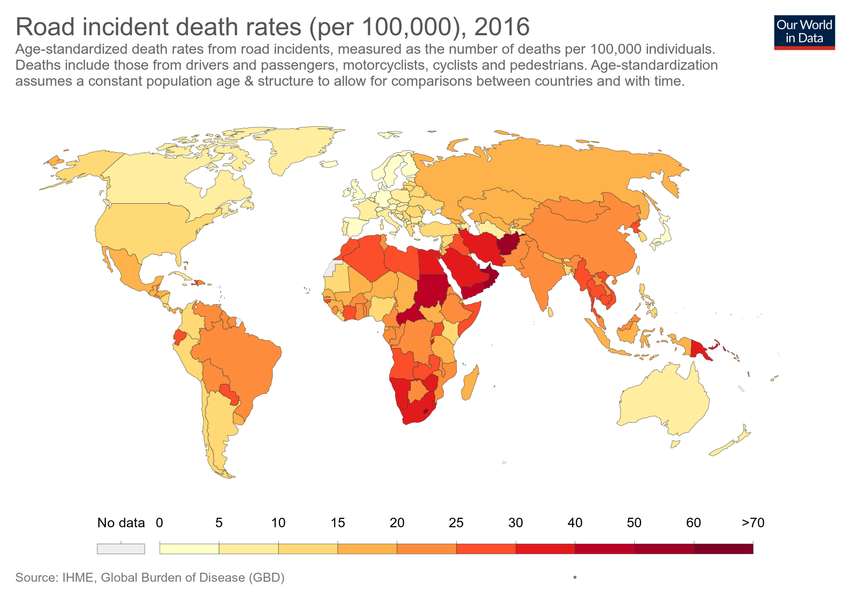 Road incident death rates (per 100,000), 2016
Our World
in Data
Age-standardized death rates from road incidents, measured as the number of deaths per 100,000 individuals.
Deaths include those from drivers and passengers, motorcyclists, cyclists and pedestrians. Age-standardization
assumes a constant population age & structure to allow for comparisons between countries and with time.
No data 0 5 10 15 20 25 30 40 50 60 >70
Source: IHME, Global Burden of Disease (GBD)